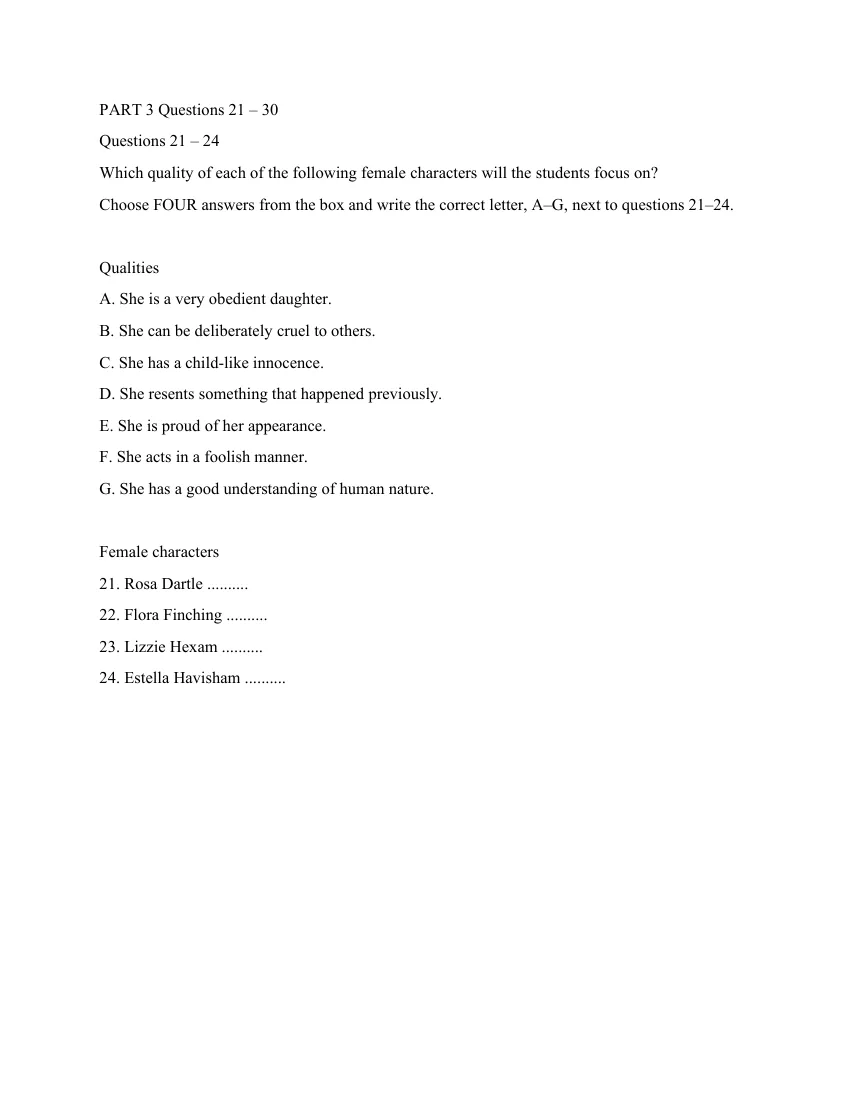 PART 3 Questions 21 – 30
Questions 21 – 24
Which quality of each of the following female characters will the students focus on?
Choose FOUR answers from the box and write the correct letter, A–G, next to questions 21–24.
Qualities
A. She is a very obedient daughter.
B. She can be deliberately cruel to others.
C. She has a child-like innocence.
D. She resents something that happened previously.
E. She is proud of her appearance.
F. She acts in a foolish manner.
G. She has a good understanding of human nature.
Female characters
21. Rosa Dartle ..........
22. Flora Finching ..........
23. Lizzie Hexam ..........
24. Estella Havisham ..........